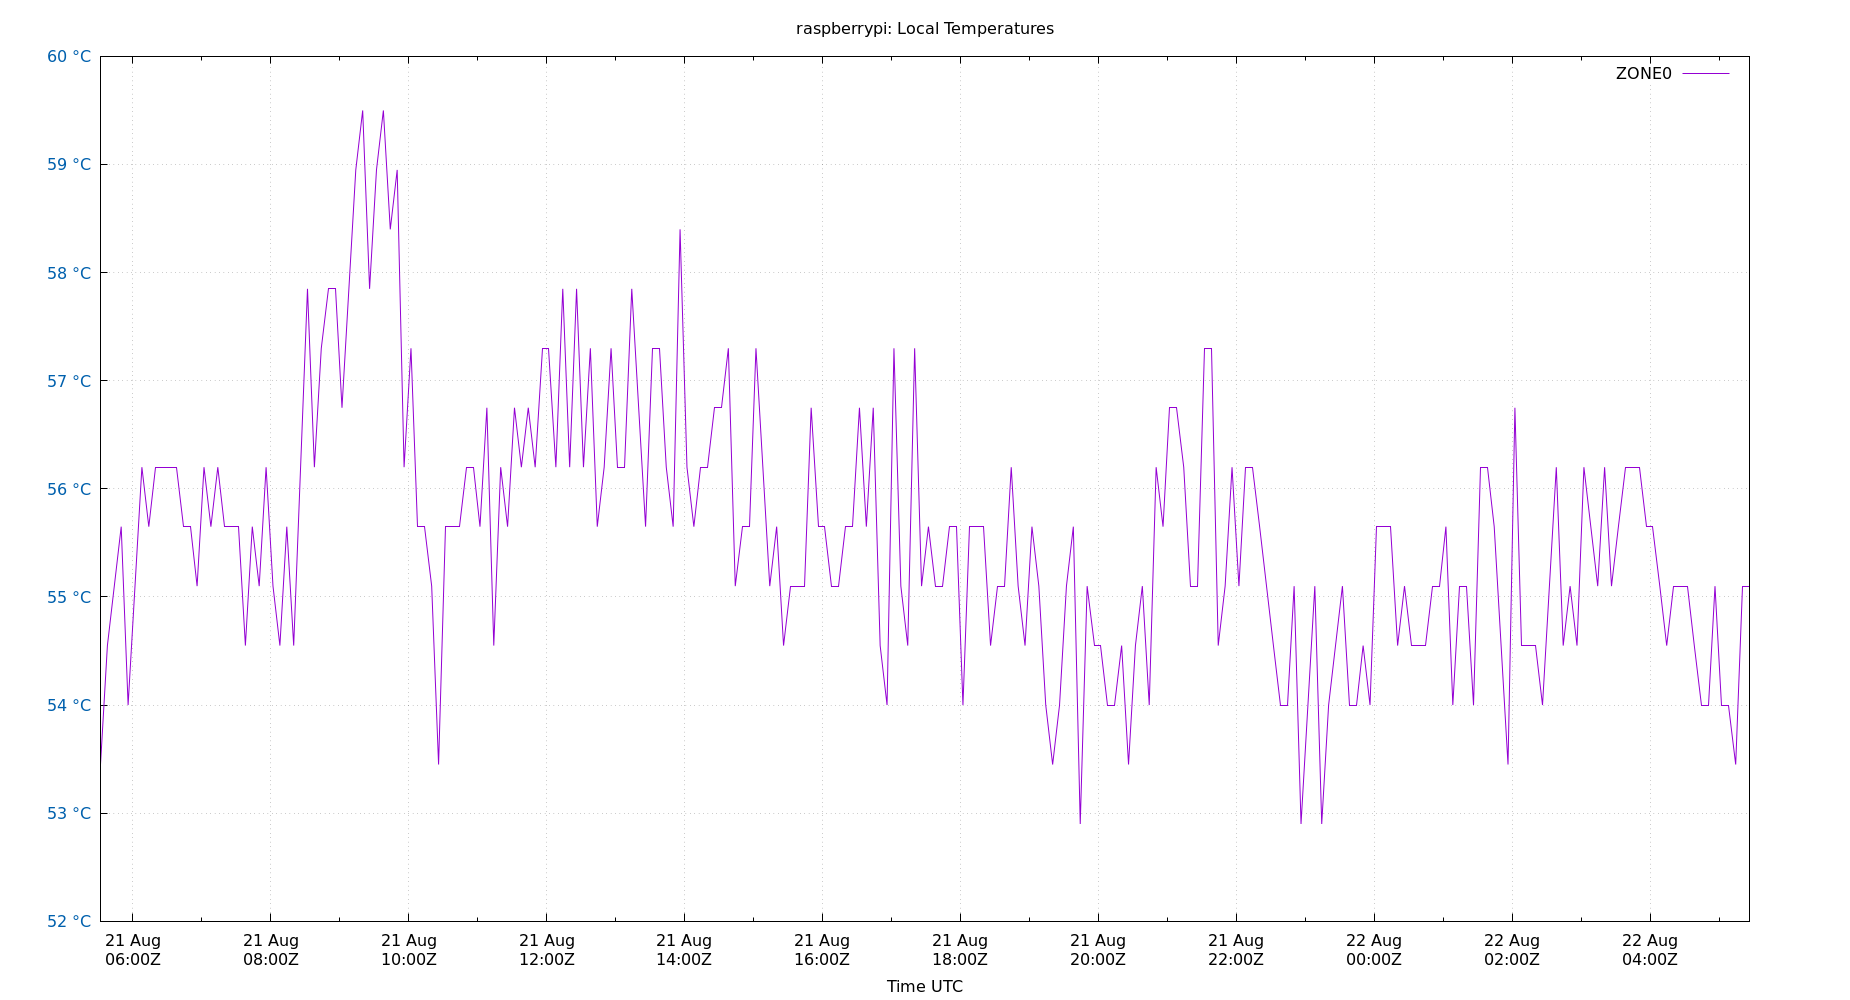 raspberrypi: Local Temperatures
60 °C
ZONE0
59 °C
58 °C
57 °C
56 °C
55 °C
54 °C
53 °C
52 °C
21 Aug 21 Aug 21 Aug 21 Aug 21 Aug 21 Aug 21 Aug 21 Aug 21 Aug 22 Aug 22 Aug 22 Aug
06:00Z 08:00Z 10:00Z 12:00Z 14:00Z 16:00Z 18:00Z 20:00Z 22:00Z 00:00Z 02:00Z 04:00Z
Time UTC